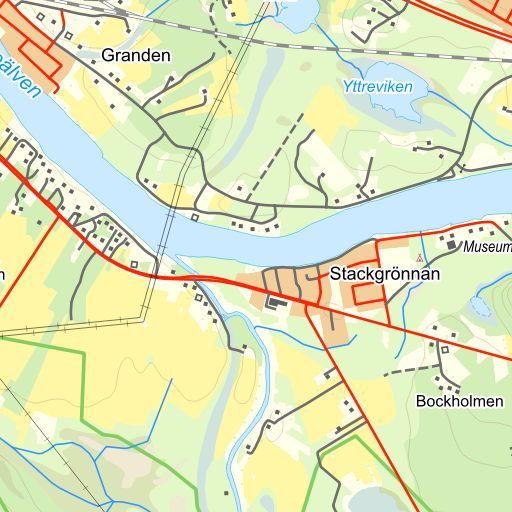 Granden
älven
Yttreviken
Museum
Stackgrönnan
Bockholmen